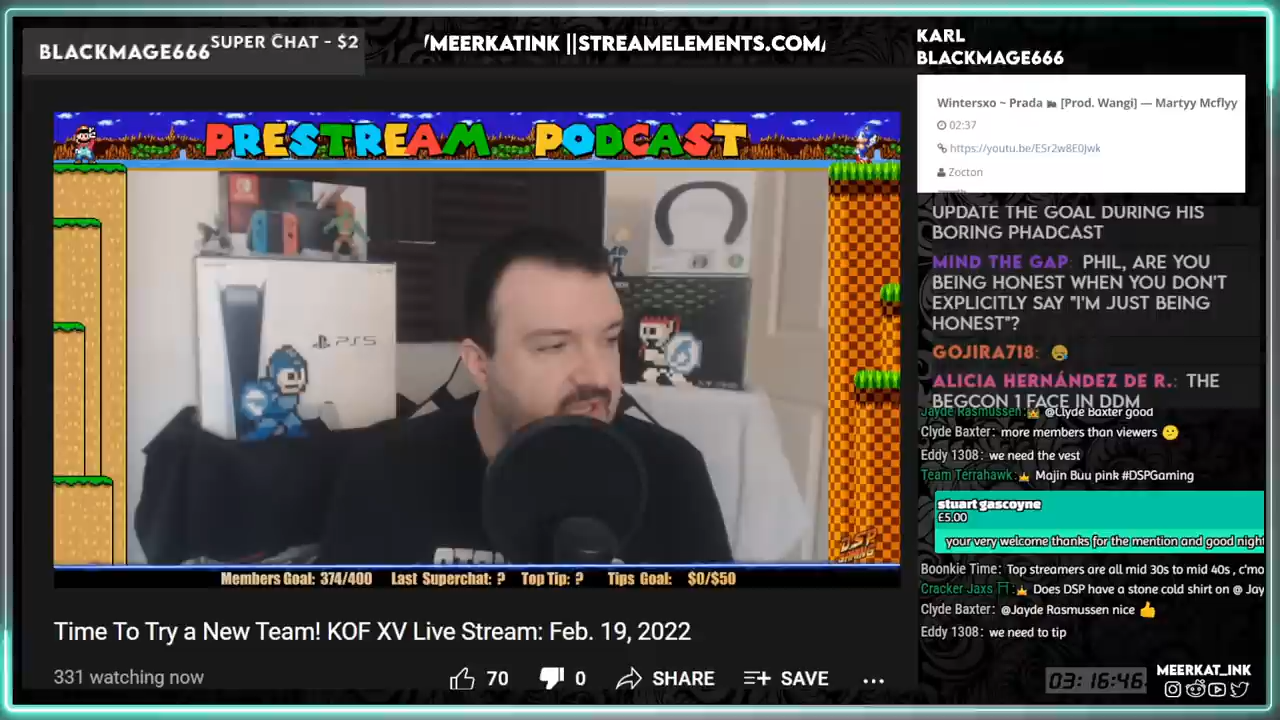 BLACKMAGE666 SUPER CHAT - $2
MEERKATINK ||STREAMELEMENTS.COM/
KARL
BLACKMAGE666
Wintersxo ~ Prada [Prod. Wangi] — Martyy Mcflyy
02:37
https://youtu.be/E5r2w8E0Jwk
Zocton
PRESTREAM PODCAST
PS5
UPDATE THE GOAL DURING HIS
BORING PHADCAST
MIND THE GAP: PHIL, ARE YOU
BEING HONEST WHEN YOU DON'T
EXPLICITLY SAY "I'M JUST BEING
HONEST"?
GOJIRA718: 😪
ALICIA HERNÁNDEZ DE R.: THE
BEGCON 1 FACE IN DDM
Jayde Rasmussen: @Clyde Baxter good
Clyde Baxter: more members than viewers 😕
Eddy 1308: we need the vest
Team Terrahawk: Majin Buu pink #DSPGaming
stuart gascoyne
£5.00
your very welcome thanks for the mention and good night
Boonkie Time: Top streamers are all mid 30s to mid 40s , c'mo
Cracker Jaxs: Does DSP have a stone cold shirt on @ Jay
Clyde Baxter: @Jayde Rasmussen nice 👍
Eddy 1308: we need to tip
DSP
GAMING
Members Goal: 374/400 Last Superchat: ? Top Tip: ? Tips Goal: $0/$50
Time To Try a New Team! KOF XV Live Stream: Feb. 19, 2022
331 watching now
70 0 SHARE SAVE ...
03:16:46
MEERKAT_INK